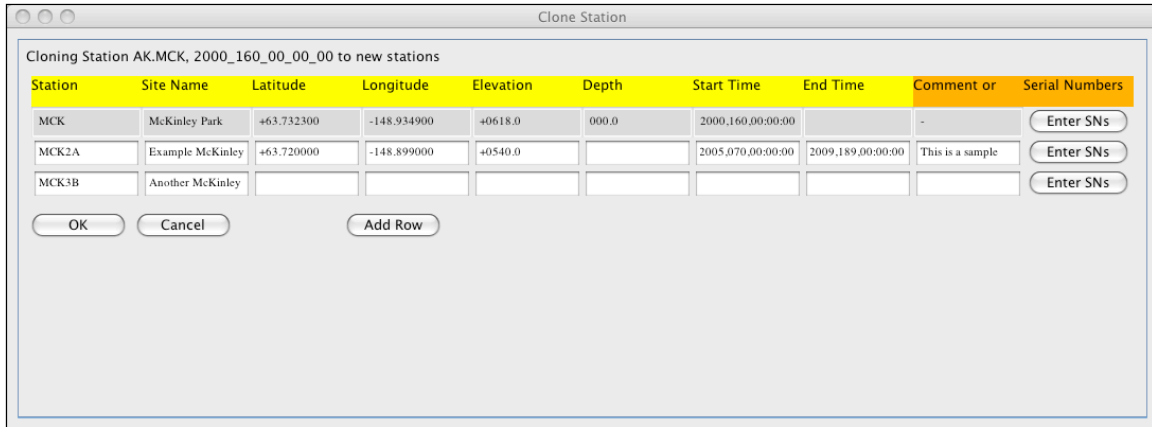 Clone Station
Cloning Station AK.MCK, 2000_160_00_00_00 to new stations
Station Site Name Latitude Longitude Elevation Depth Start Time End Time Comment or Serial Numbers
MCK McKinley Park +63.732300 -148.934900 +0618.0 000.0 2000,160,00:00:00 - Enter SNs
MCK2A Example McKinley +63.720000 -148.899000 +0540.0 2005,070,00:00:00 2009,189,00:00:00 This is a sample Enter SNs
MCK3B Another McKinley Enter SNs
OK Cancel Add Row